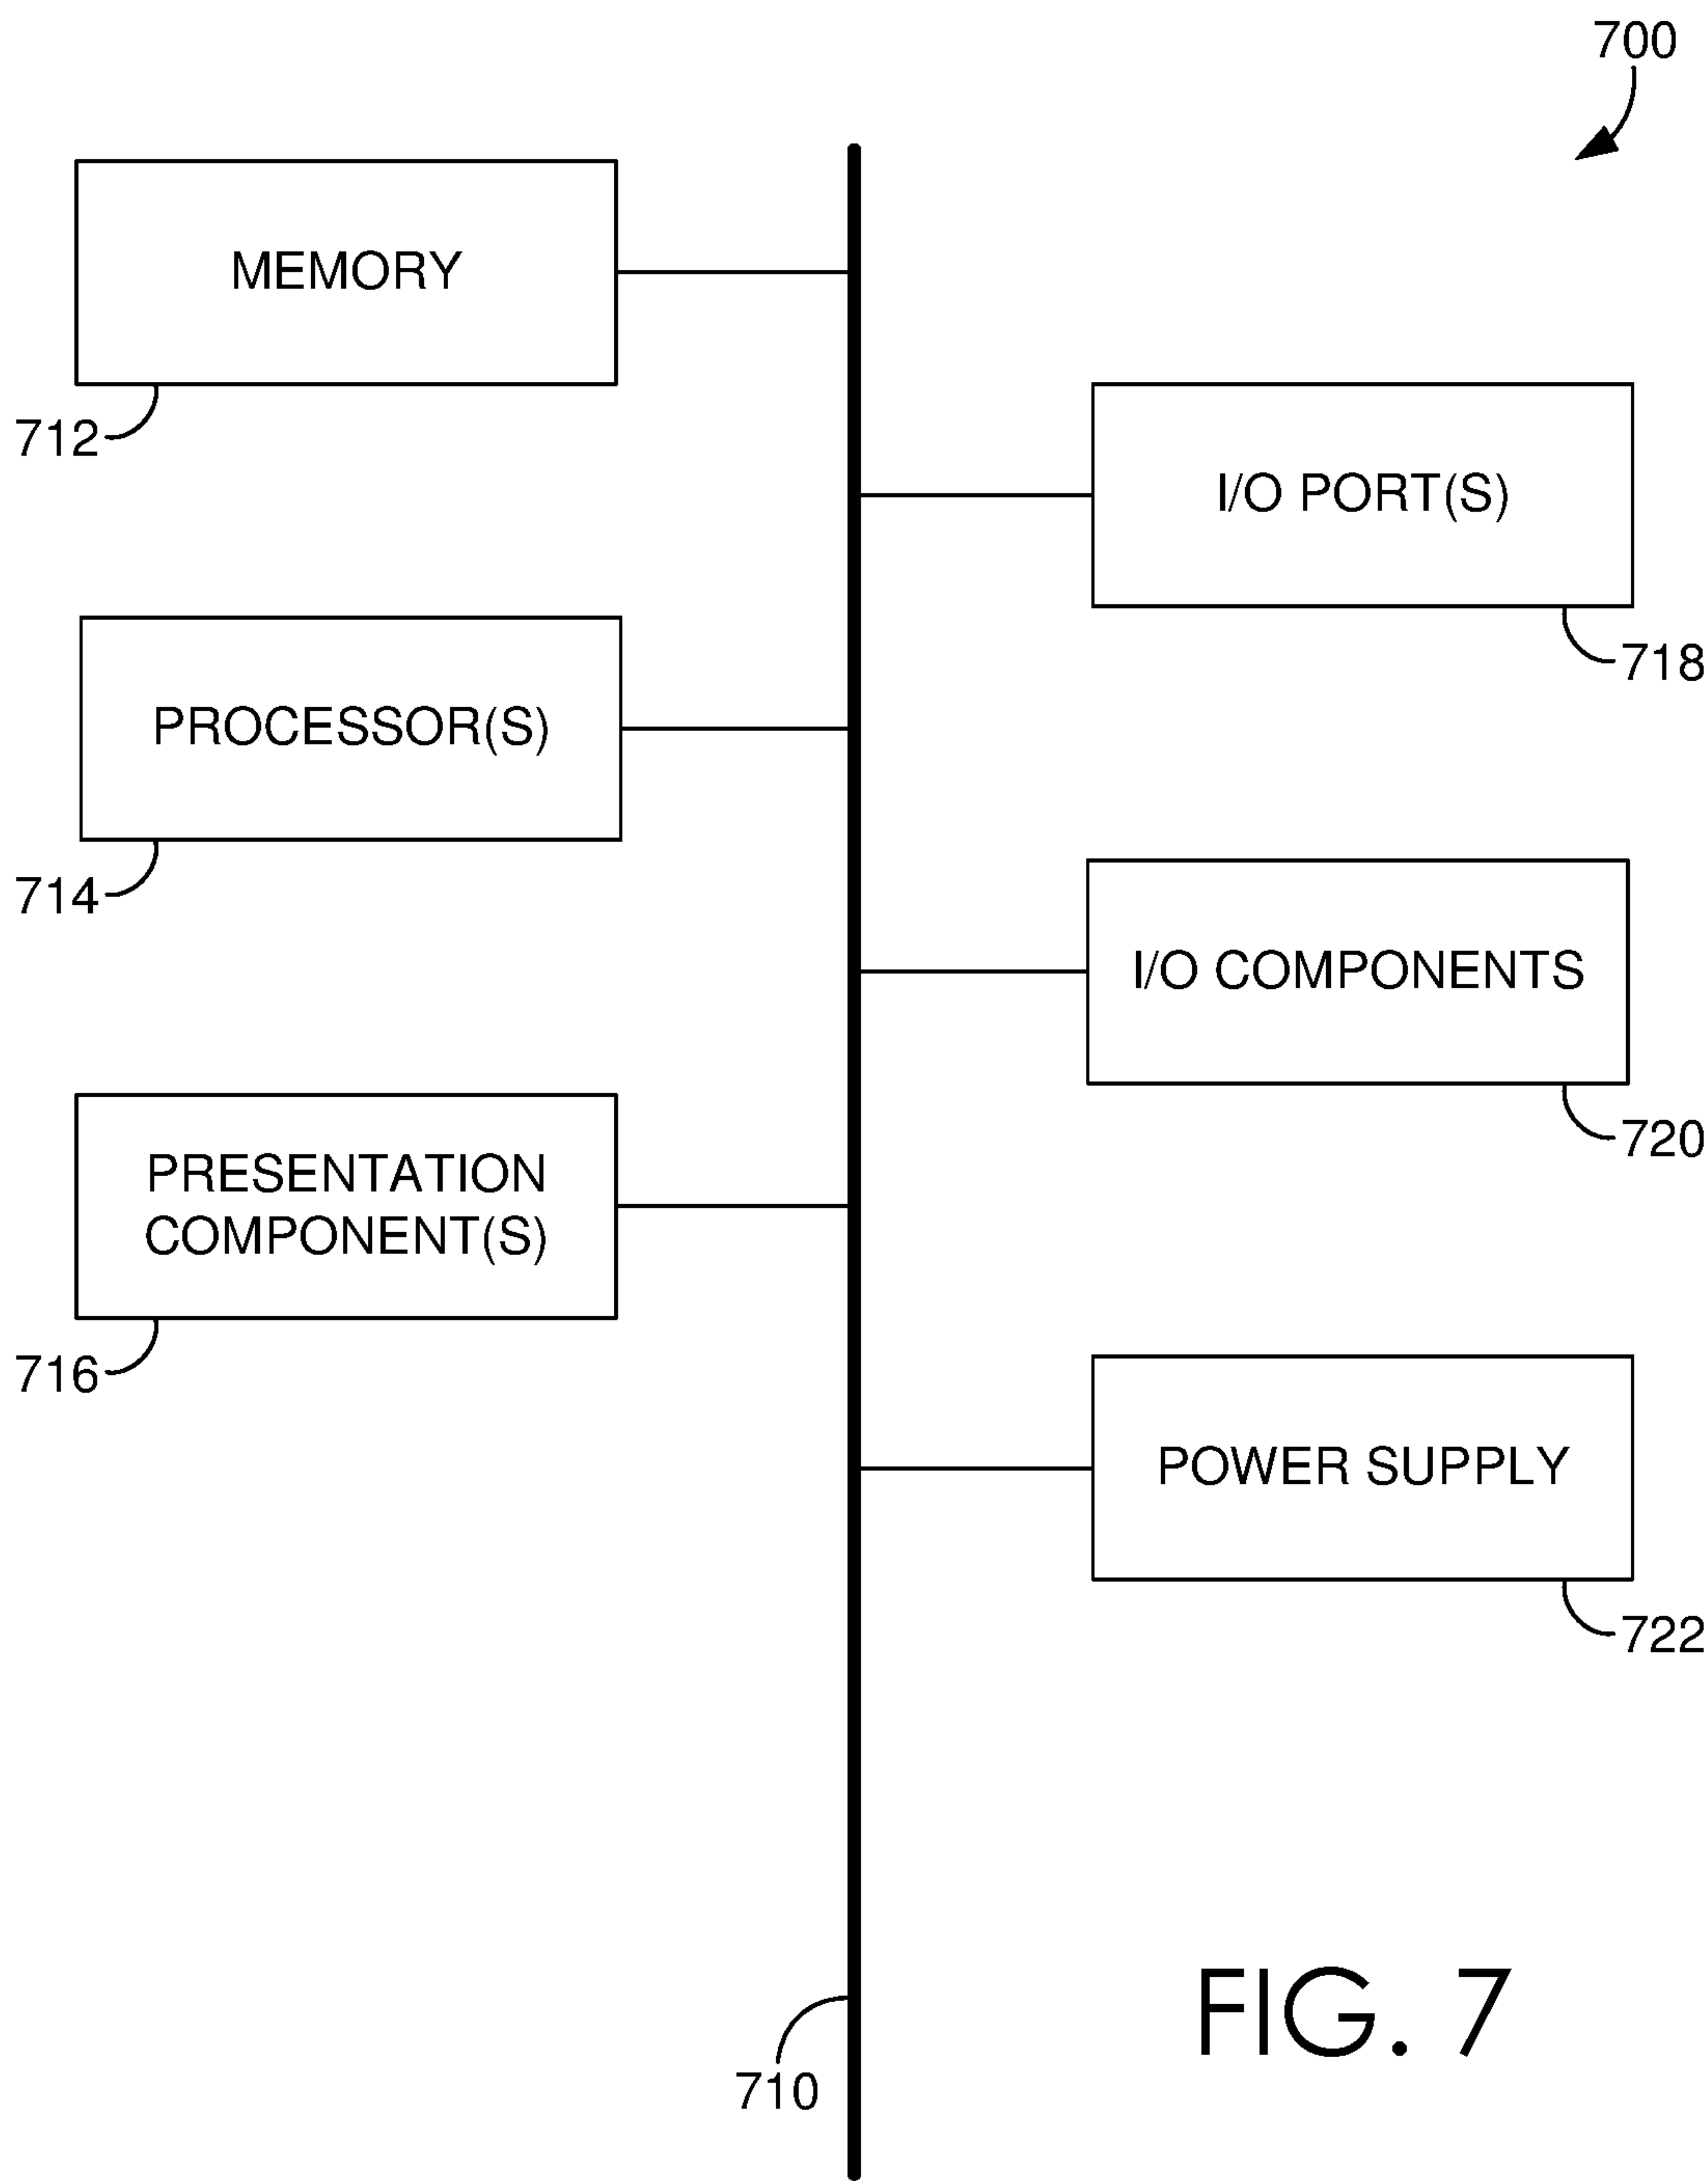 700
MEMORY
712
I/O PORT(S)
718
PROCESSOR(S)
714
I/O COMPONENTS
720
PRESENTATION
COMPONENT(S)
716
POWER SUPPLY
722
710
FIG. 7